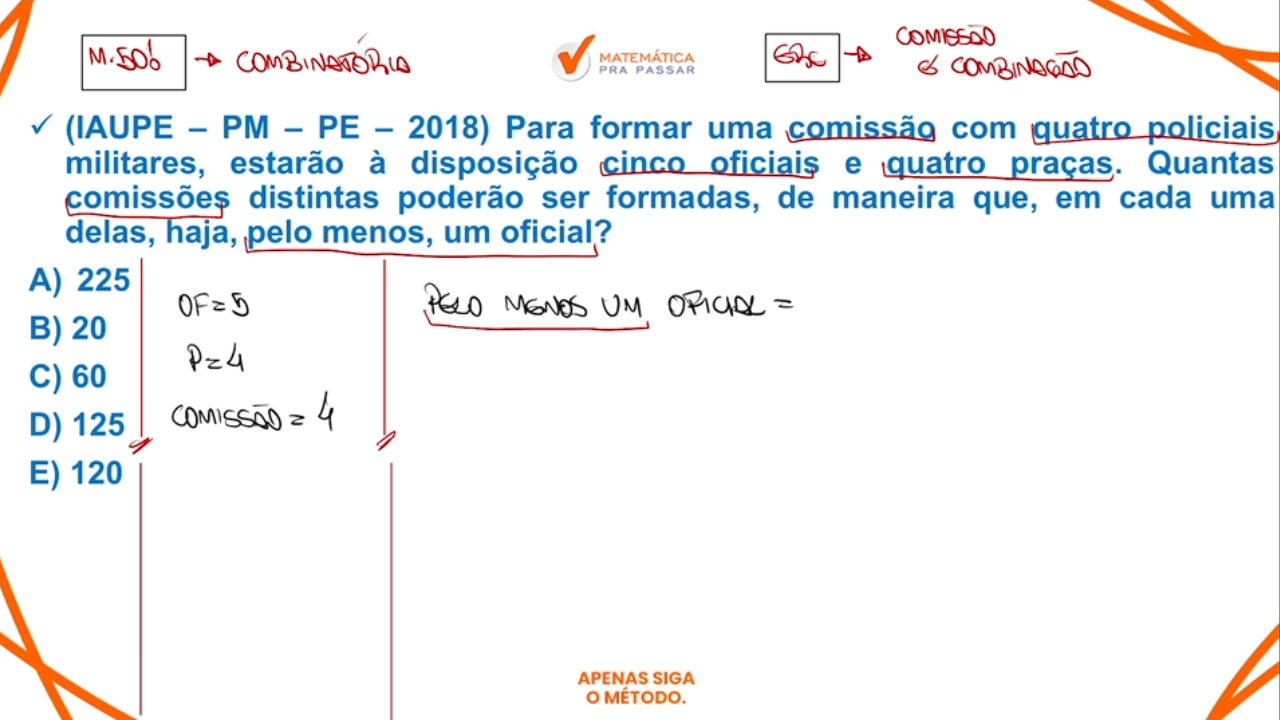 M.50!
→ COMBINATÓRIA
MATEMÁTICA
PRA PASSAR
→ COMISSÃO
É COMBINAÇÃO
✓ (IAUPE – PM – PE – 2018) Para formar uma comissão com quatro policiais
militares, estarão à disposição cinco oficiais e quatro praças. Quantas
comissões distintas poderão ser formadas, de maneira que, em cada uma
delas, haja, pelo menos, um oficial?
A) 225
B) 20
C) 60
D) 125
E) 120
OF=5
P=4
COMISSÃO = 4
PELO MENOS UM OFICIAL =
APENAS SIGA
O MÉTODO.